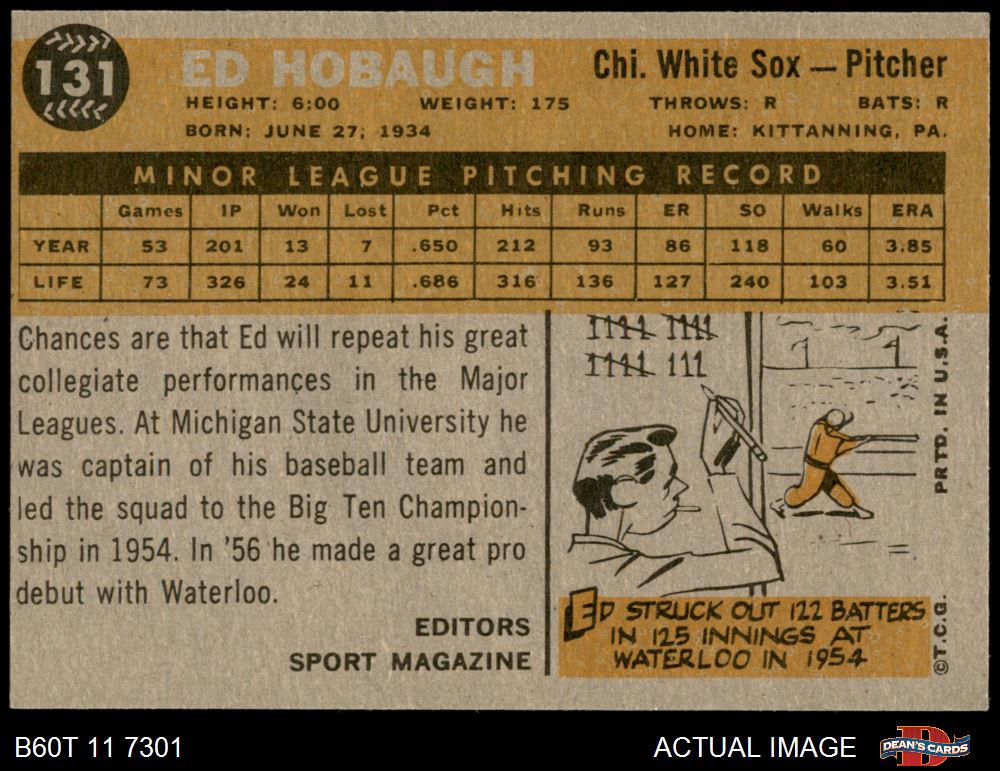 131
ED HOBAUGH
Chi. White Sox — Pitcher
HEIGHT: 6:00 WEIGHT: 175 THROWS: R BATS: R
BORN: JUNE 27, 1934 HOME: KITTANNING, PA.
MINOR LEAGUE PITCHING RECORD
Games IP Won Lost Pct Hits Runs ER SO Walks ERA
YEAR 53 201 13 7 .650 212 93 86 118 60 3.85
LIFE 73 326 24 11 .686 316 136 127 240 103 3.51
Chances are that Ed will repeat his great
collegiate performances in the Major
Leagues. At Michigan State University he
was captain of his baseball team and
led the squad to the Big Ten Champion-
ship in 1954. In '56 he made a great pro
debut with Waterloo.
EDITORS
SPORT MAGAZINE
1 1
ED STRUCK OUT 122 BATTERS
IN 125 INNINGS AT
WATERLOO IN 1954
PRTD. IN U.S.A.
©T.C.G.
B60T 11 7301
ACTUAL IMAGE
DEAN'S CARDS